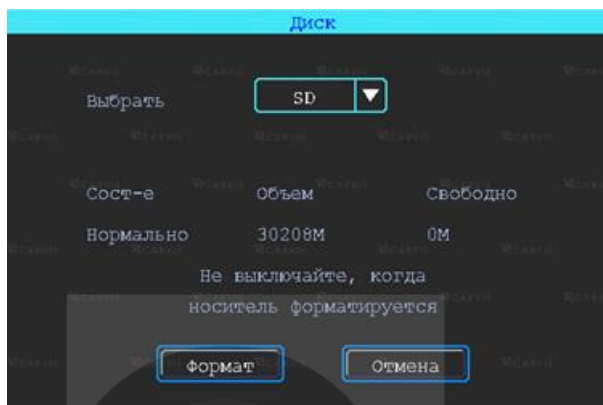 Диск
Выбрать SD
Сост-е Объем Свободно
Нормально 30208M 0M
Не выключайте, когда
носитель форматируется
Формат Отмена